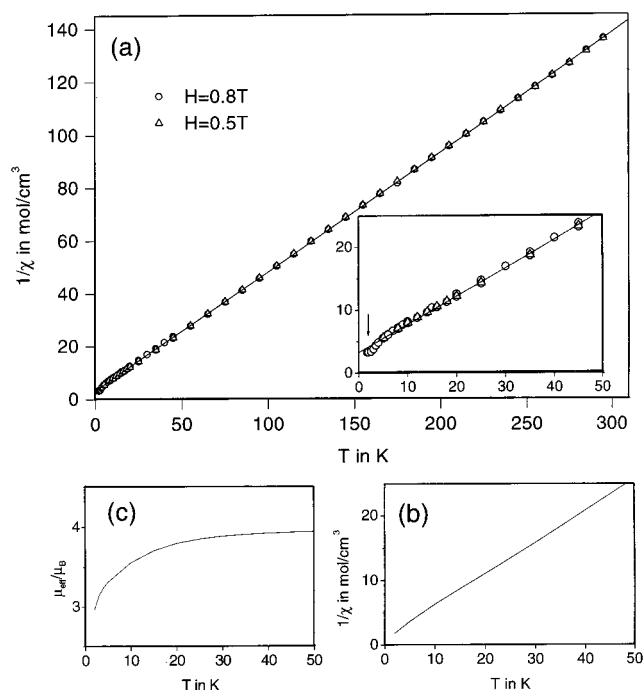 (a)
○ H=0.8T
△ H=0.5T
1/χ in mol/cm³
140
120
100
80
60
40
20
0
0 50 100 150 200 250 300
T in K
20
10
0
0 10 20 30 40 50
(c)
μeff/μB
4
3
0 10 20 30 40 50
T in K
(b)
1/χ in mol/cm³
20
10
0
0 10 20 30 40 50
T in K